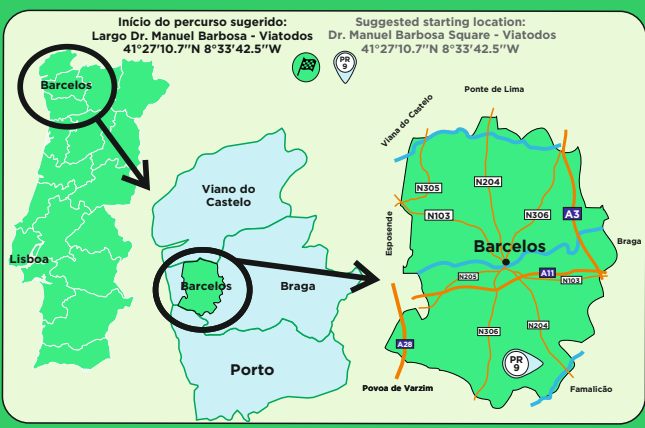 Início do percurso sugerido:
Largo Dr. Manuel Barbosa - Viatodos
41°27'10.7''N 8°33'42.5''W
Suggested starting location:
Dr. Manuel Barbosa Square - Viatodos
41°27'10.7''N 8°33'42.5''W
PR
9
Barcelos
Lisboa
Viano do
Castelo
Barcelos
Braga
Porto
Ponte de Lima
Viana do Castelo
N305
N204
N103
N306
A3
Esposende
Barcelos
Braga
N205
A11
N103
N306
N204
A28
PR
9
Povoa de Varzim
Famalicão